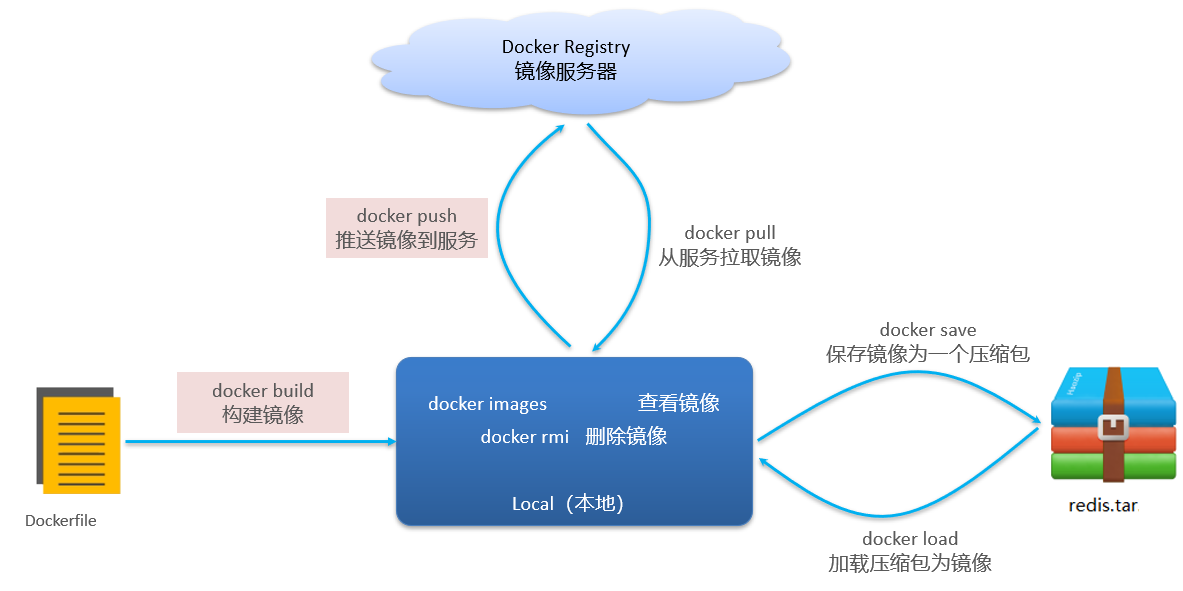 Docker Registry
镜像服务器
docker push
推送镜像到服务
docker pull
从服务拉取镜像
docker save
保存镜像为一个压缩包
docker build
构建镜像
docker images 查看镜像
docker rmi 删除镜像
Local（本地）
Haozip
redis.tar
Dockerfile
docker load
加载压缩包为镜像